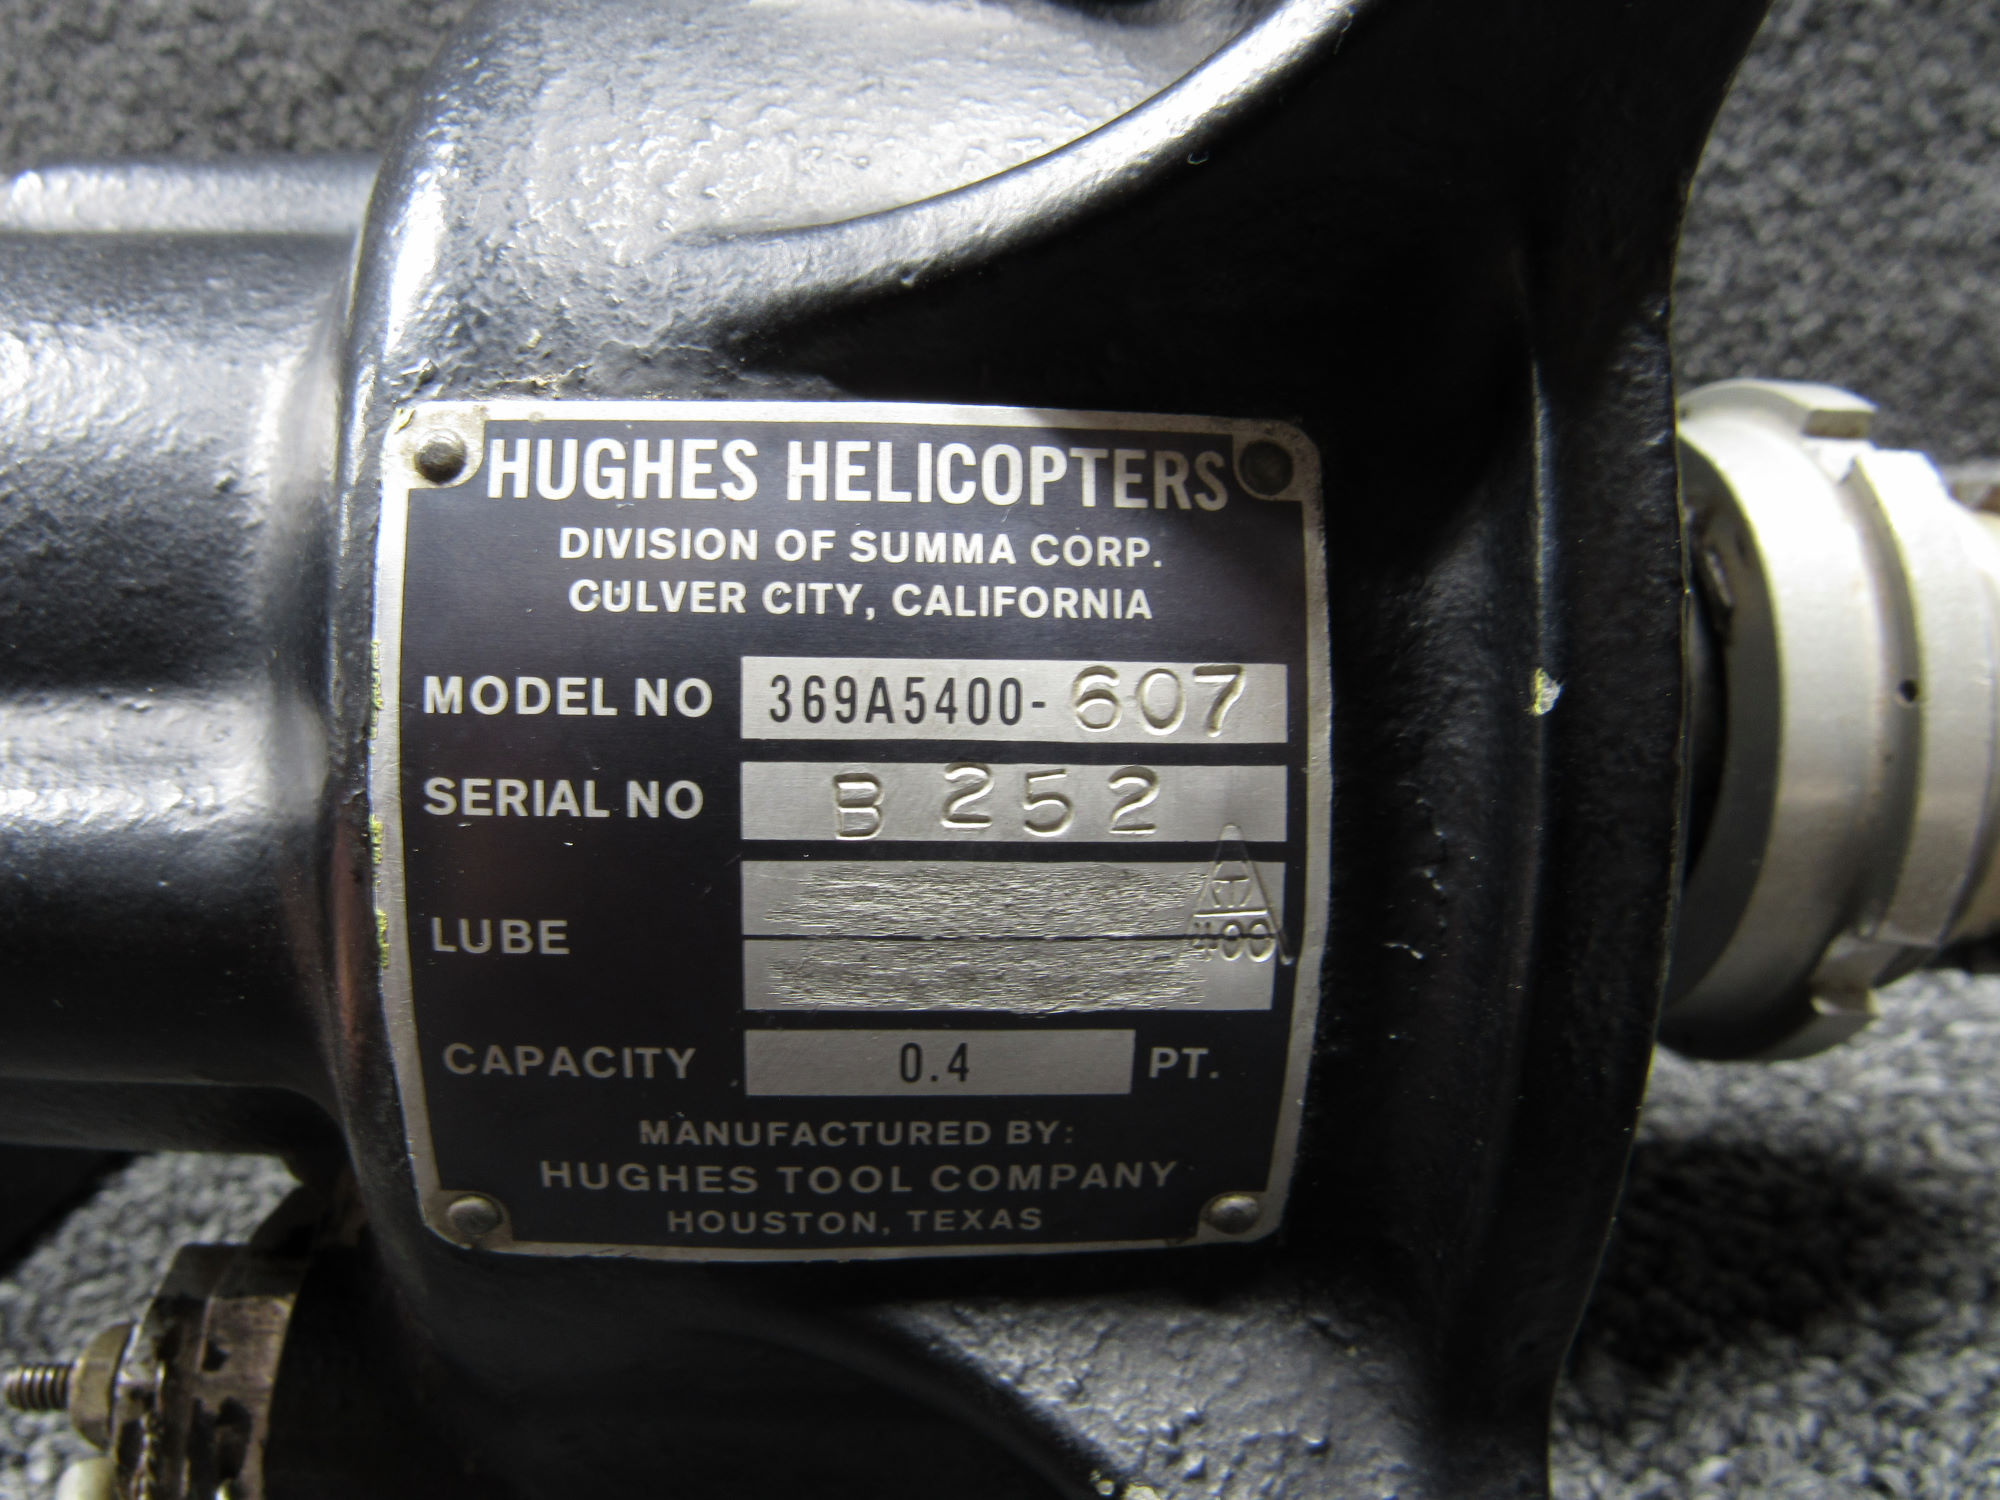 HUGHES HELICOPTERS
DIVISION OF SUMMA CORP.
CULVER CITY, CALIFORNIA
MODEL NO 369A5400-607
SERIAL NO B 252
LUBE
400
CAPACITY 0.4 PT.
MANUFACTURED BY:
HUGHES TOOL COMPANY
HOUSTON, TEXAS